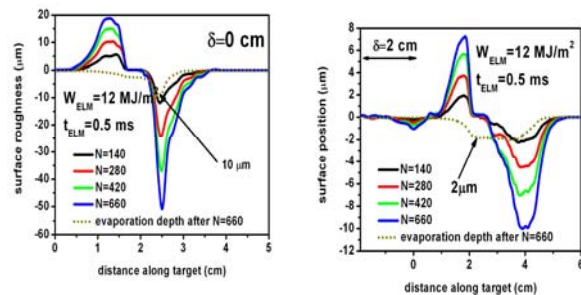 δ=0 cm
W_ELM=12 MJ/m²
t_ELM=0.5 ms
10 µm
N=140
N=280
N=420
N=660
evaporation depth after N=660
surface roughness (µm)
20
10
0
-10
-20
-30
-40
-50
-60
0
1
2
3
4
5
distance along target (cm)
δ=2 cm
W_ELM=12 MJ/m²
t_ELM=0.5 ms
2µm
N=140
N=280
N=420
N=660
evaporation depth after N=660
surface position (µm)
8
6
4
2
0
-2
-4
-6
-8
-10
-12
-2
0
2
4
6
distance along target (cm)